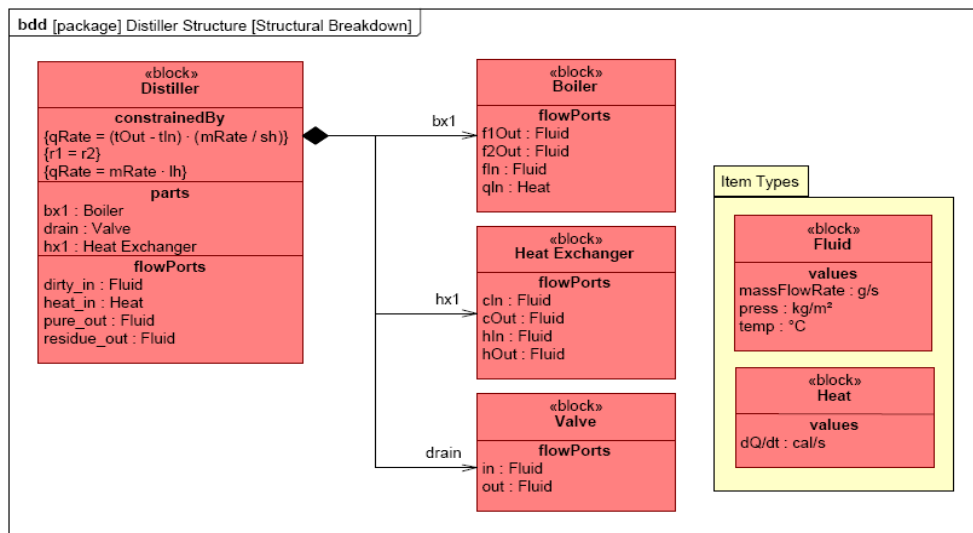 bdd [package] Distiller Structure [Structural Breakdown]
«block»
Distiller
constrainedBy
{qRate = (tOut - tIn) · (mRate / sh)}
{r1 = r2}
{qRate = mRate · lh}
parts
bx1 : Boiler
drain : Valve
hx1 : Heat Exchanger
flowPorts
dirty_in : Fluid
heat_in : Heat
pure_out : Fluid
residue_out : Fluid
bx1
hx1
drain
«block»
Boiler
flowPorts
f1Out : Fluid
f2Out : Fluid
fIn : Fluid
qIn : Heat
«block»
Heat Exchanger
flowPorts
cIn : Fluid
cOut : Fluid
hIn : Fluid
hOut : Fluid
«block»
Valve
flowPorts
in : Fluid
out : Fluid
Item Types
«block»
Fluid
values
massFlowRate : g/s
press : kg/m²
temp : °C
«block»
Heat
values
dQ/dt : cal/s